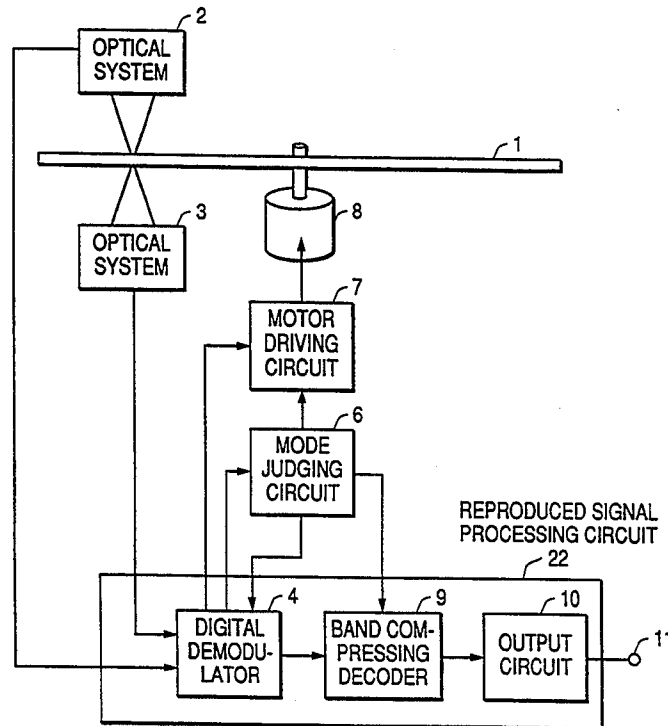 2
OPTICAL
SYSTEM
1
3
OPTICAL
SYSTEM
8
7
MOTOR
DRIVING
CIRCUIT
6
MODE
JUDGING
CIRCUIT
REPRODUCED SIGNAL
PROCESSING CIRCUIT
22
4
DIGITAL
DEMODU-
LATOR
9
BAND COM-
PRESSING
DECODER
10
OUTPUT
CIRCUIT
11